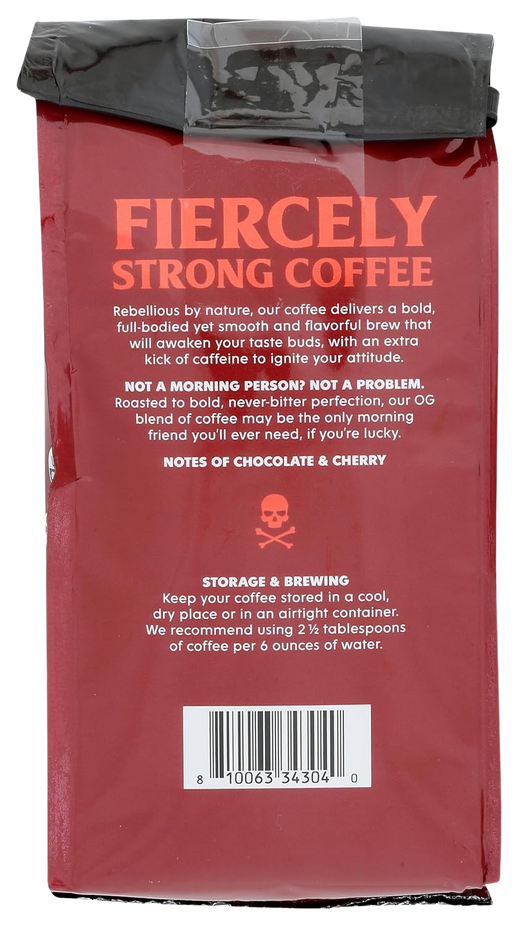 FIERCELY
STRONG COFFEE
Rebellious by nature, our coffee delivers a bold,
full-bodied yet smooth and flavorful brew that
will awaken your taste buds, with an extra
kick of caffeine to ignite your attitude.
NOT A MORNING PERSON? NOT A PROBLEM.
Roasted to bold, never-bitter perfection, our OG
blend of coffee may be the only morning
friend you'll ever need, if you're lucky.
NOTES OF CHOCOLATE & CHERRY
STORAGE & BREWING
Keep your coffee stored in a cool,
dry place or in an airtight container.
We recommend using 2 ½ tablespoons
of coffee per 6 ounces of water.
8 10063 34304 0